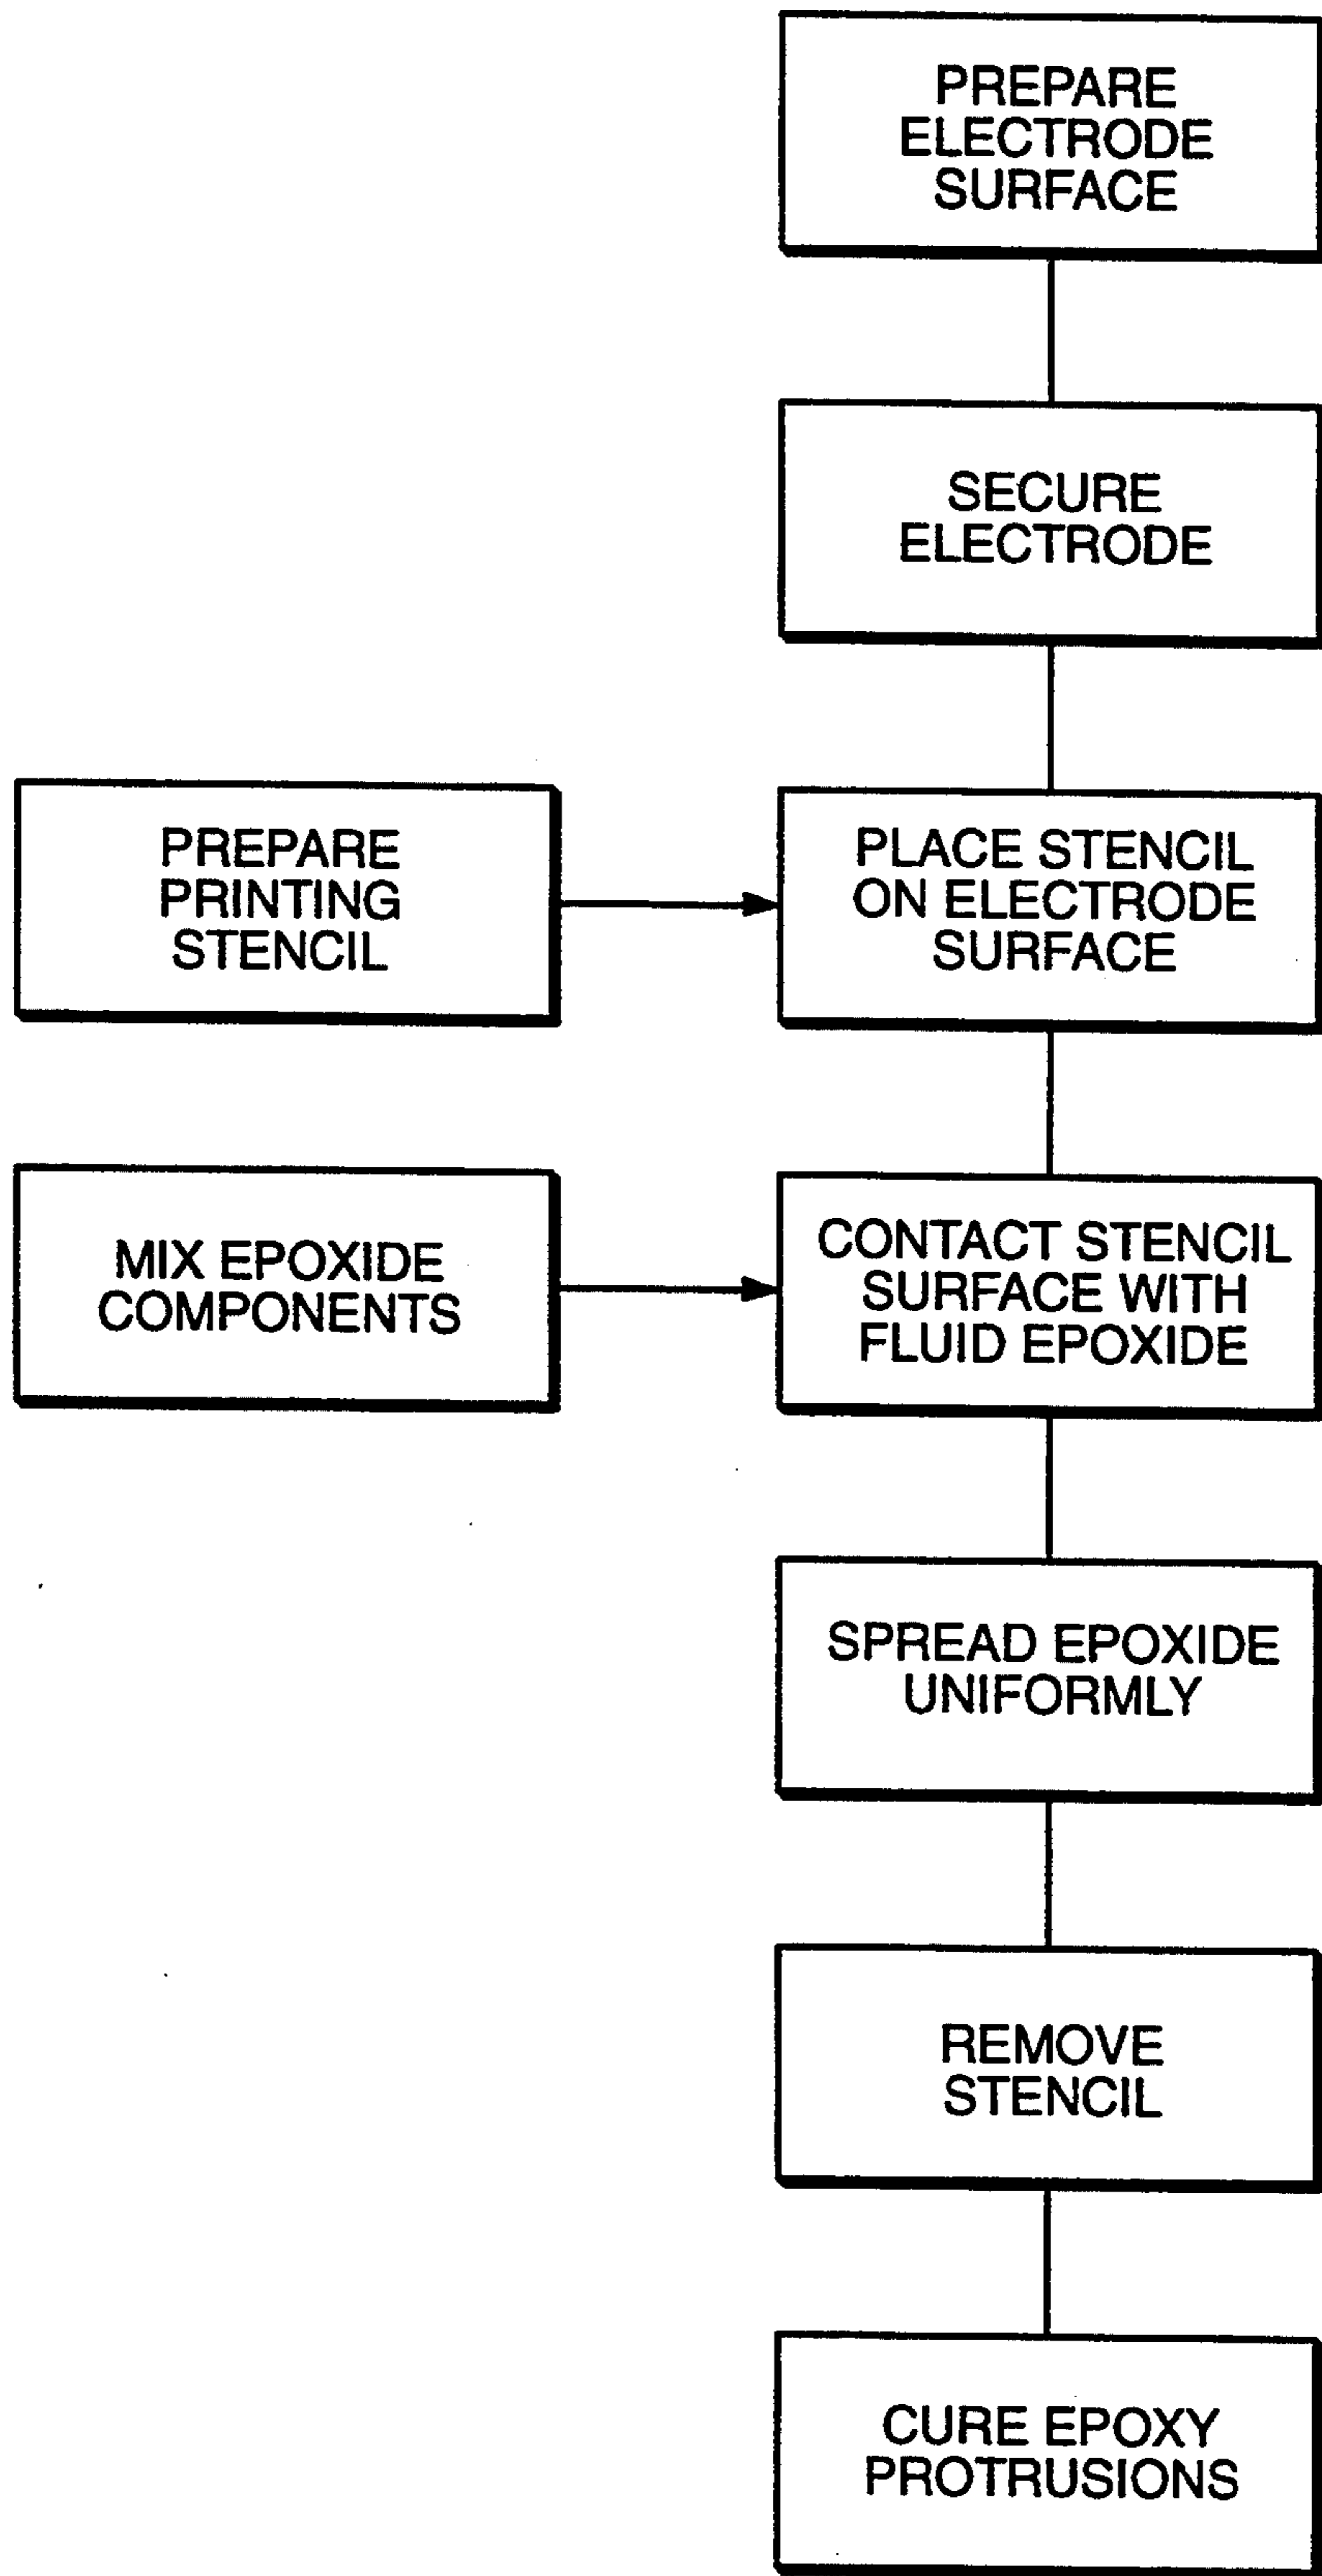 PREPARE
ELECTRODE
SURFACE
SECURE
ELECTRODE
PREPARE
PRINTING
STENCIL
PLACE STENCIL
ON ELECTRODE
SURFACE
MIX EPOXIDE
COMPONENTS
CONTACT STENCIL
SURFACE WITH
FLUID EPOXIDE
SPREAD EPOXIDE
UNIFORMLY
REMOVE
STENCIL
CURE EPOXY
PROTRUSIONS